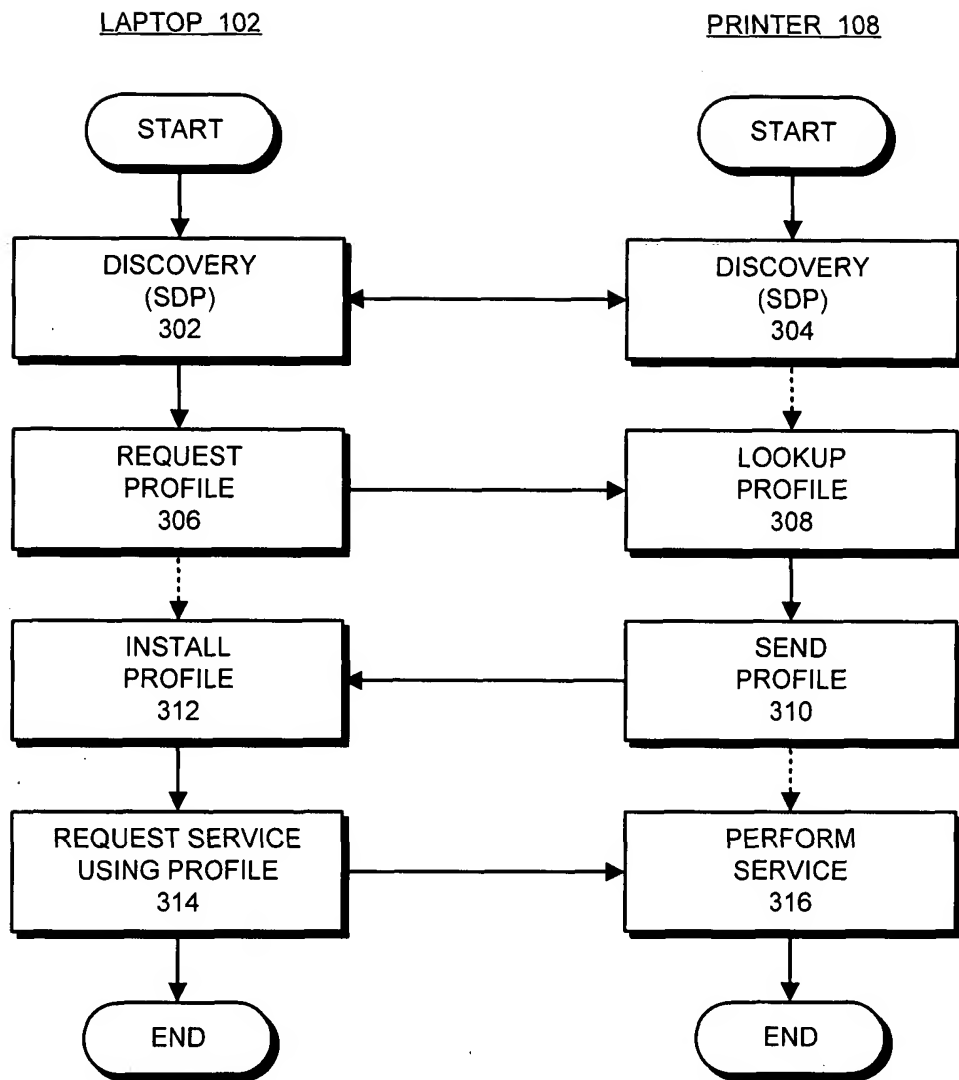 LAPTOP 102
PRINTER 108
START
START
DISCOVERY
(SDP)
302
DISCOVERY
(SDP)
304
REQUEST
PROFILE
306
LOOKUP
PROFILE
308
INSTALL
PROFILE
312
SEND
PROFILE
310
REQUEST SERVICE
USING PROFILE
314
PERFORM
SERVICE
316
END
END